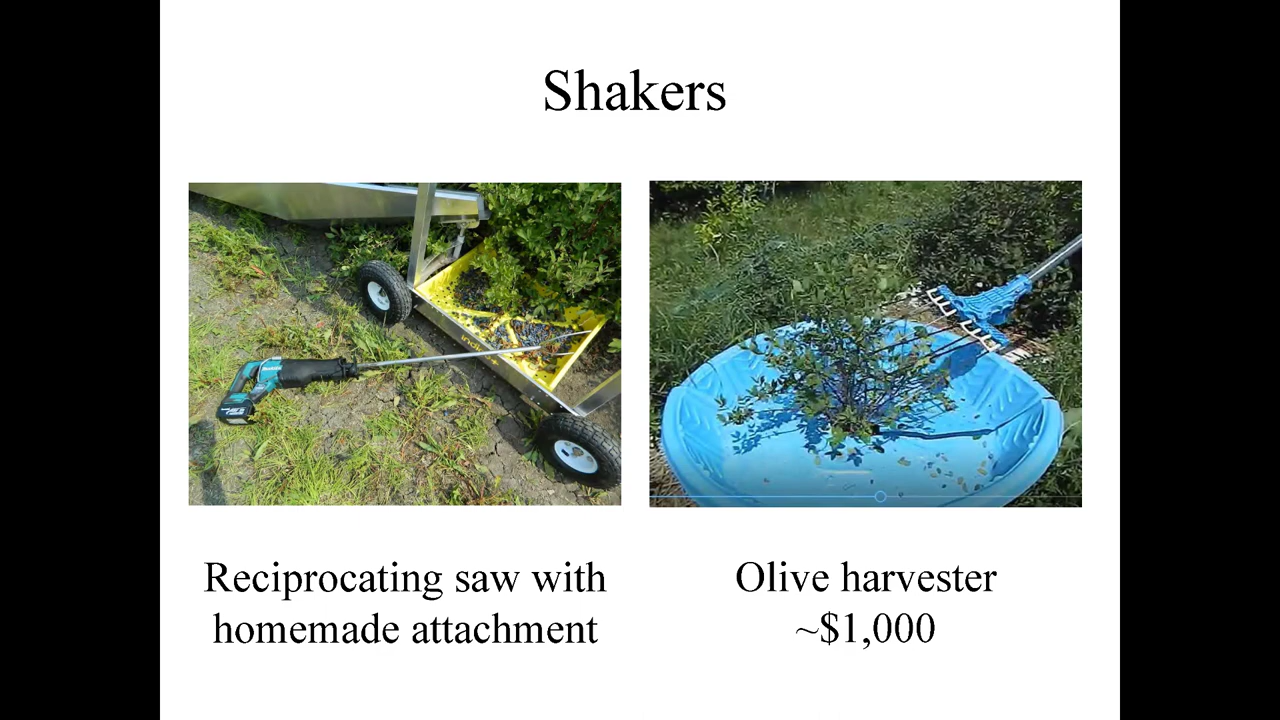 Shakers
Reciprocating saw with
homemade attachment
Olive harvester
~$1,000